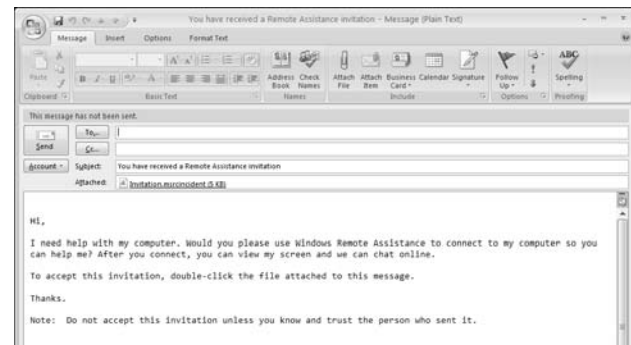 You have received a Remote Assistance invitation - Message (Plain Text)
Message Insert Options Format Text
Paste
B I U
Address Book
Check Names
Attach File
Attach Item
Business Card
Calendar
Signature
Follow Up
ABC
Spelling
Clipboard
Basic Text
Names
Include
Options
Proofing
This message has not been sent.
Send
To...
Cc...
Account
Subject: You have received a Remote Assistance invitation
Attached: Invitation.msrcincident (5 KB)
Hi,
I need help with my computer. Would you please use Windows Remote Assistance to connect to my computer so you
can help me? After you connect, you can view my screen and we can chat online.
To accept this invitation, double-click the file attached to this message.
Thanks.
Note: Do not accept this invitation unless you know and trust the person who sent it.